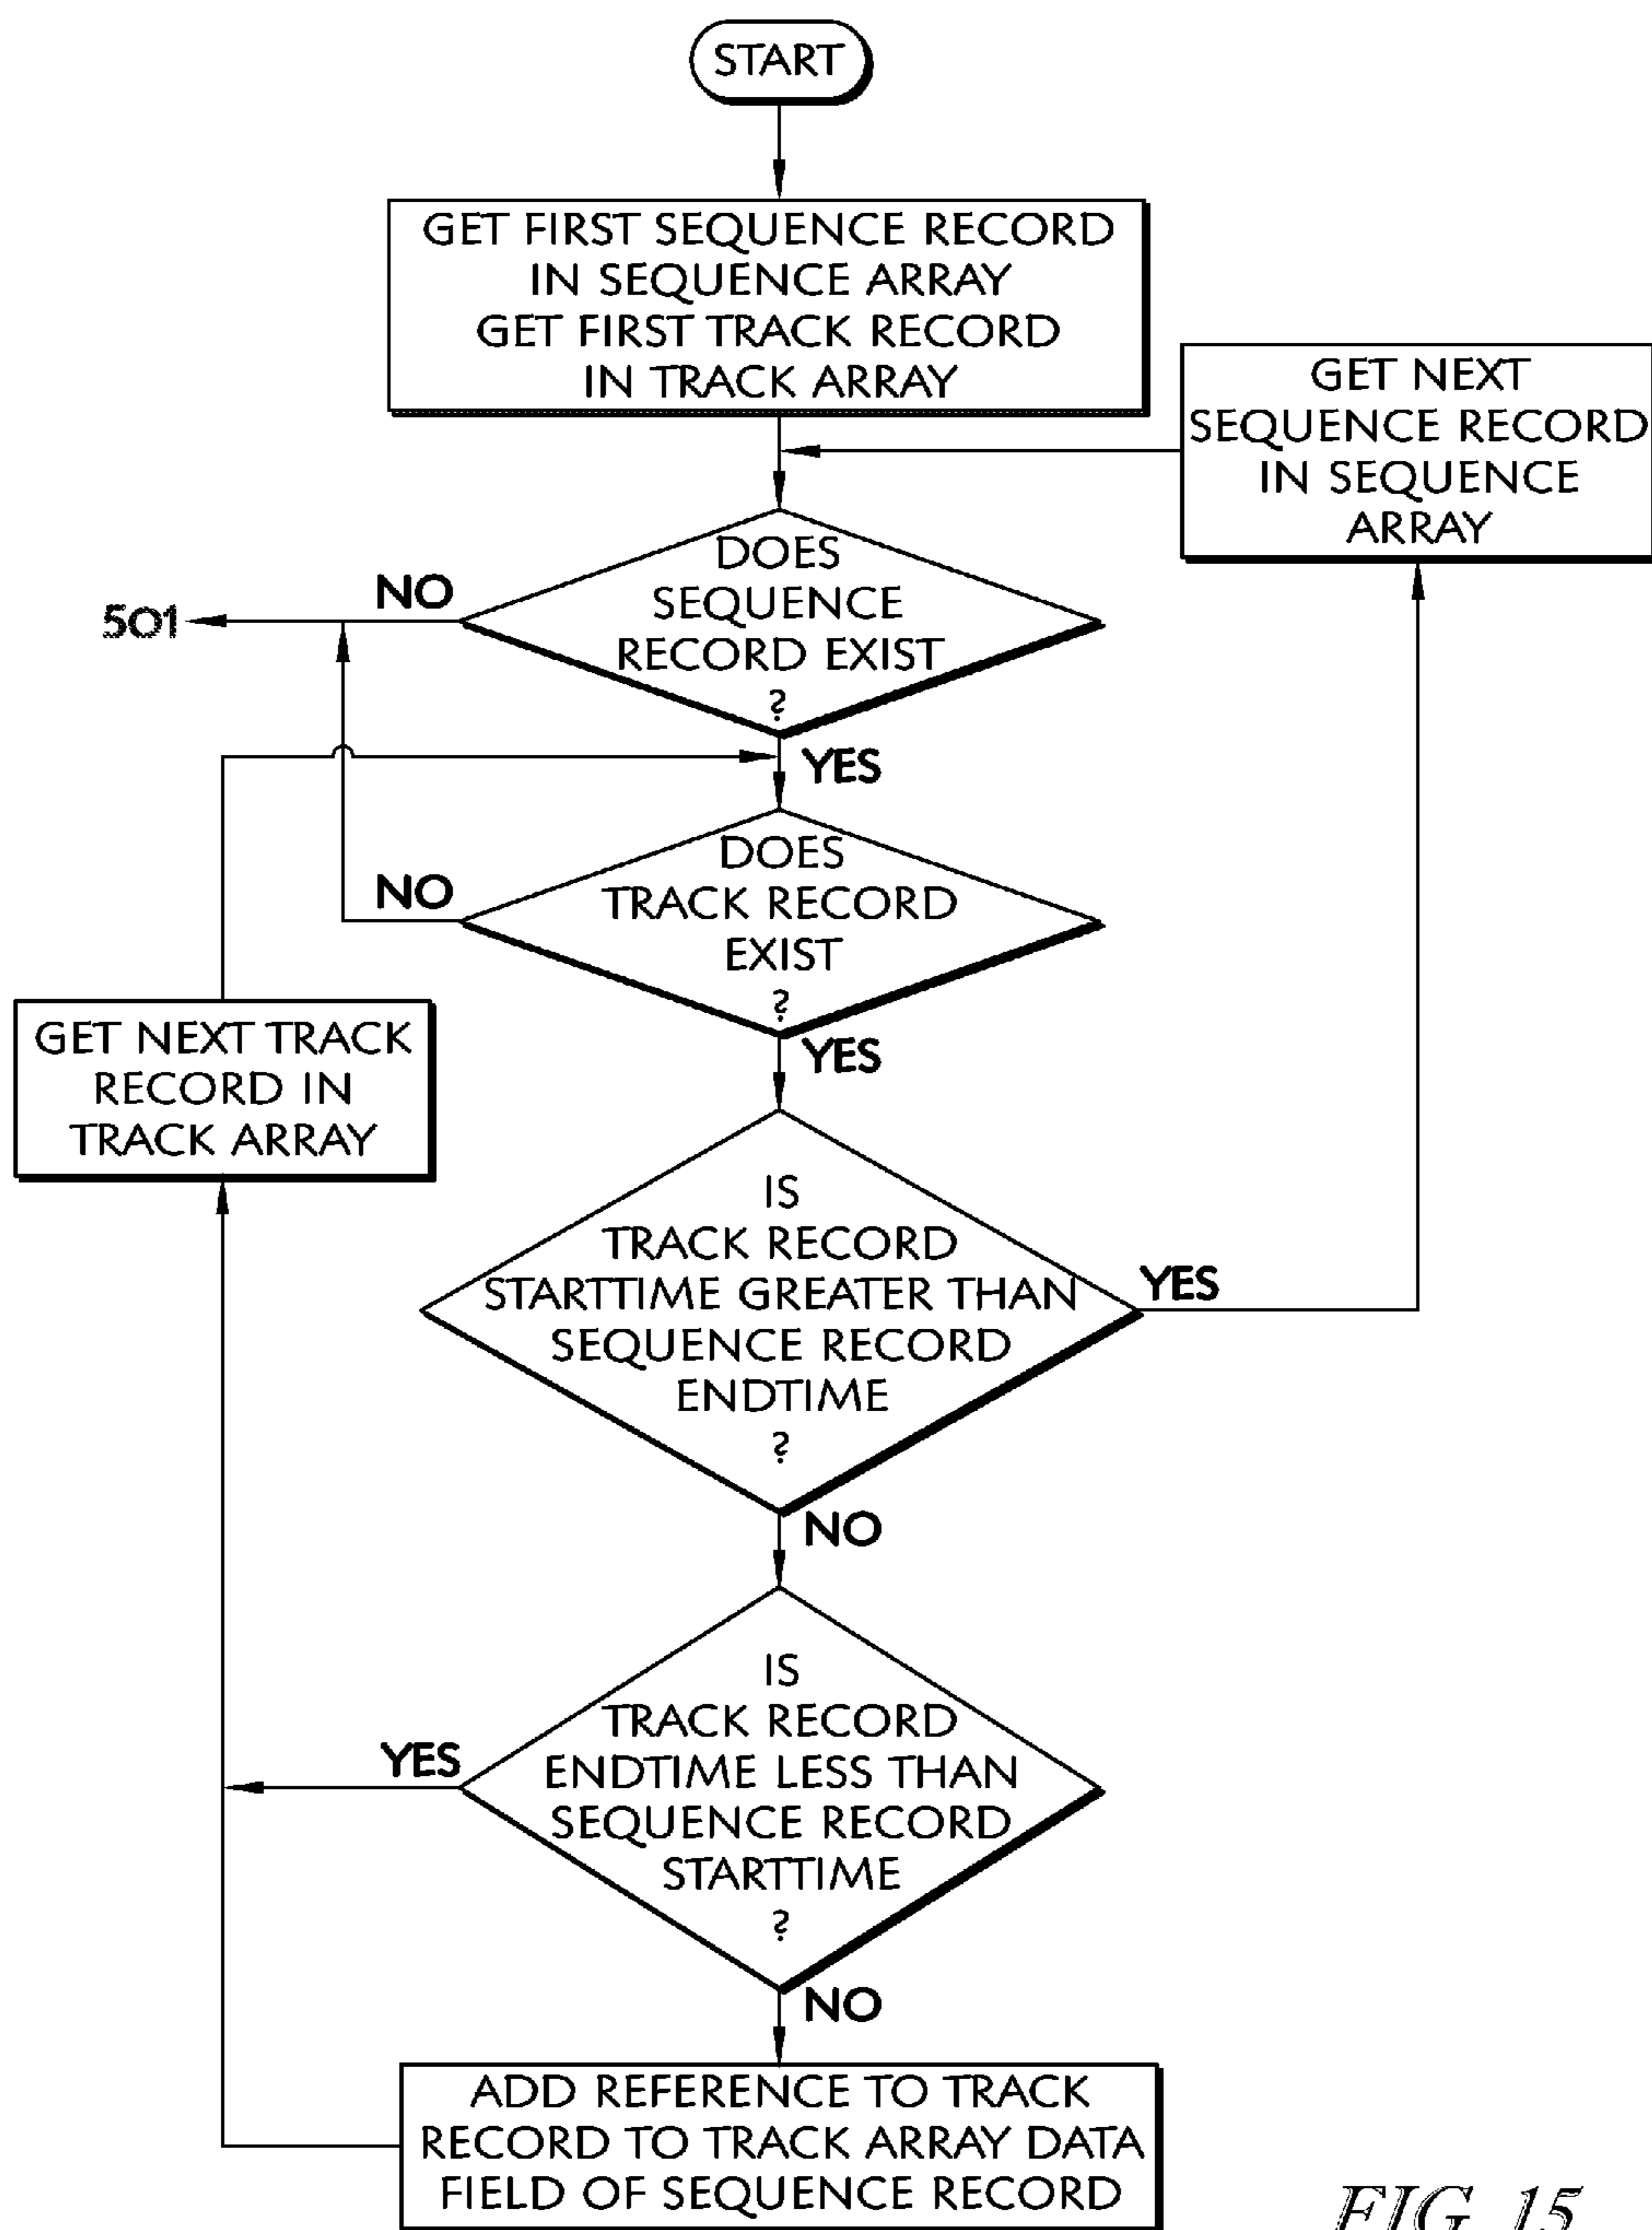 START
GET FIRST SEQUENCE RECORD
IN SEQUENCE ARRAY
GET FIRST TRACK RECORD
IN TRACK ARRAY
GET NEXT
SEQUENCE RECORD
IN SEQUENCE
ARRAY
DOES
SEQUENCE
RECORD EXIST
?
NO
501
YES
DOES
TRACK RECORD
EXIST
?
NO
YES
GET NEXT TRACK
RECORD IN
TRACK ARRAY
IS
TRACK RECORD
STARTTIME GREATER THAN
SEQUENCE RECORD
ENDTIME
?
YES
NO
IS
TRACK RECORD
ENDTIME LESS THAN
SEQUENCE RECORD
STARTTIME
?
YES
NO
ADD REFERENCE TO TRACK
RECORD TO TRACK ARRAY DATA
FIELD OF SEQUENCE RECORD
FIG. 15